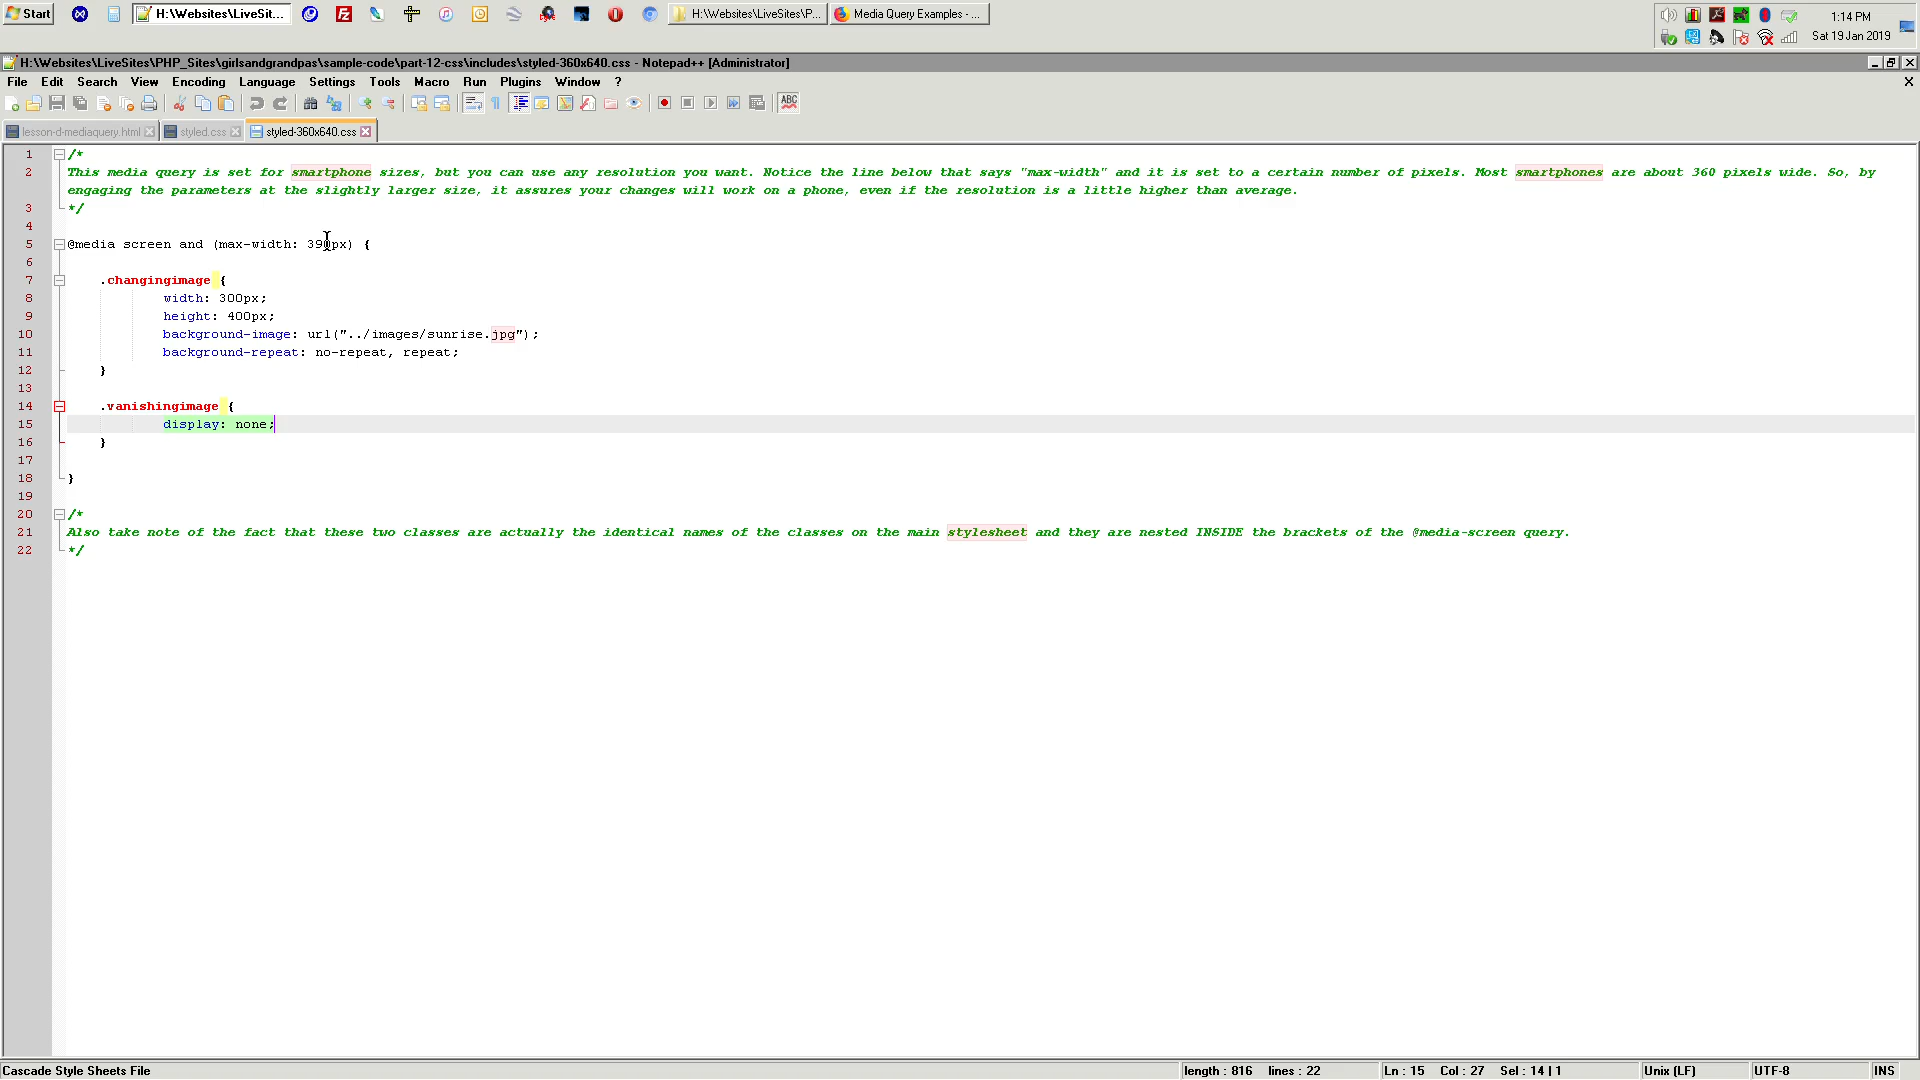 Start
H:\Websites\LiveSit...
H:\Websites\LiveSites\P...
Media Query Examples - ...
1:14 PM
Sat 19 Jan 2019
H:\Websites\LiveSites\PHP_Sites\girlsandgrandpas\sample-code\part-12-css\includes\styled-360x640.css - Notepad++ [Administrator]
File Edit Search View Encoding Language Settings Tools Macro Run Plugins Window ?
ABC
lesson-d-mediaquery.html styled.css styled-360x640.css
1 /*
2 This media query is set for smartphone sizes, but you can use any resolution you want. Notice the line below that says "max-width" and it is set to a certain number of pixels. Most smartphones are about 360 pixels wide. So, by
engaging the parameters at the slightly larger size, it assures your changes will work on a phone, even if the resolution is a little higher than average.
3 */
4
5 @media screen and (max-width: 390px) {
6
7 .changingimage {
8 width: 300px;
9 height: 400px;
10 background-image: url("../images/sunrise.jpg");
11 background-repeat: no-repeat, repeat;
12 }
13
14 .vanishingimage {
15 display: none;
16 }
17
18 }
19
20 /*
21 Also take note of the fact that these two classes are actually the identical names of the classes on the main stylesheet and they are nested INSIDE the brackets of the @media-screen query.
22 */
Cascade Style Sheets File length : 816 lines : 22 Ln : 15 Col : 27 Sel : 14 | 1 Unix (LF) UTF-8 INS